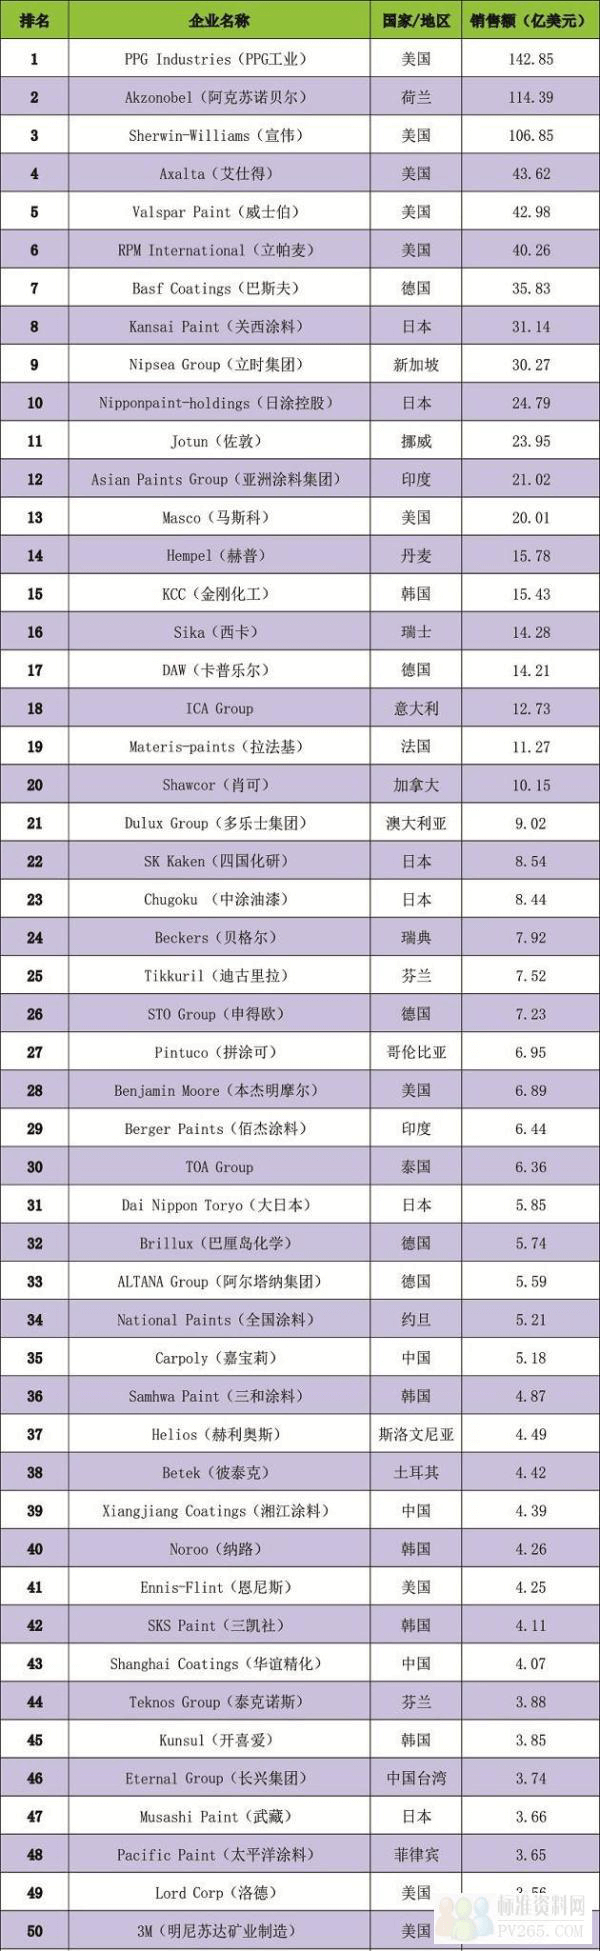 排名 企业名称 国家/地区 销售额（亿美元）
1 PPG Industries（PPG工业） 美国 142.85
2 Akzonobel（阿克苏诺贝尔） 荷兰 114.39
3 Sherwin-Williams（宣伟） 美国 106.85
4 Axalta（艾仕得） 美国 43.62
5 Valspar Paint（威士伯） 美国 42.98
6 RPM International（立帕麦） 美国 40.26
7 Basf Coatings（巴斯夫） 德国 35.83
8 Kansai Paint（关西涂料） 日本 31.14
9 Nipsea Group（立时集团） 新加坡 30.27
10 Nipponpaint-holdings（日涂控股） 日本 24.79
11 Jotun（佐敦） 挪威 23.95
12 Asian Paints Group（亚洲涂料集团） 印度 21.02
13 Masco（马斯科） 美国 20.01
14 Hempel（赫普） 丹麦 15.78
15 KCC（金刚化工） 韩国 15.43
16 Sika（西卡） 瑞士 14.28
17 DAW（卡普乐尔） 德国 14.21
18 ICA Group 意大利 12.73
19 Materis-paints（拉法基） 法国 11.27
20 Shawcor（肖可） 加拿大 10.15
21 Dulux Group（多乐士集团） 澳大利亚 9.02
22 SK Kaken（四国化研） 日本 8.54
23 Chugoku （中涂油漆） 日本 8.44
24 Beckers（贝格尔） 瑞典 7.92
25 Tikkuril（迪古里拉） 芬兰 7.52
26 STO Group（申得欧） 德国 7.23
27 Pintuco（拼涂可） 哥伦比亚 6.95
28 Benjamin Moore（本杰明摩尔） 美国 6.89
29 Berger Paints（佰杰涂料） 印度 6.44
30 TOA Group 泰国 6.36
31 Dai Nippon Toryo（大日本） 日本 5.85
32 Brillux（巴厘岛化学） 德国 5.74
33 ALTANA Group（阿尔塔纳集团） 德国 5.59
34 National Paints（全国涂料） 约旦 5.21
35 Carpoly（嘉宝莉） 中国 5.18
36 Samhwa Paint（三和涂料） 韩国 4.87
37 Helios（赫利奥斯） 斯洛文尼亚 4.49
38 Betek（彼泰克） 土耳其 4.42
39 Xiangjiang Coatings（湘江涂料） 中国 4.39
40 Noroo（纳路） 韩国 4.26
41 Ennis-Flint（恩尼斯） 美国 4.25
42 SKS Paint（三凯社） 韩国 4.11
43 Shanghai Coatings（华谊精化） 中国 4.07
44 Teknos Group（泰克诺斯） 芬兰 3.88
45 Kunsul（开喜爱） 韩国 3.85
46 Eternal Group（长兴集团） 中国台湾 3.74
47 Musashi Paint（武藏） 日本 3.66
48 Pacific Paint（太平洋涂料） 菲律宾 3.65
49 Lord Corp（洛德） 美国 3.56
50 3M（明尼苏达矿业制造） 美国
标准资料网
PV265.COM